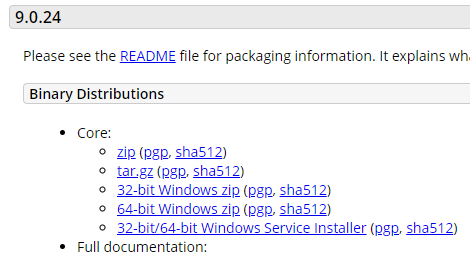 9.0.24
Please see the README file for packaging information. It explains
Binary Distributions
Core:
zip (pgp, sha512)
tar.gz (pgp, sha512)
32-bit Windows zip (pgp, sha512)
64-bit Windows zip (pgp, sha512)
32-bit/64-bit Windows Service Installer (pgp, sha512)
Full documentation: